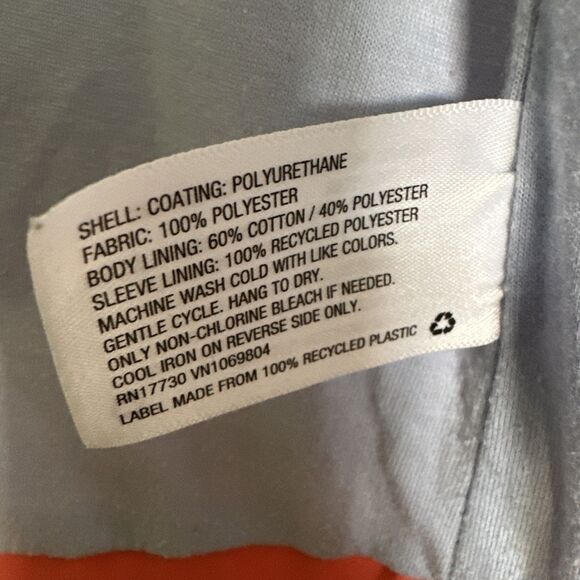 SHELL: COATING: POLYURETHANE
FABRIC: 100% POLYESTER
BODY LINING: 60% COTTON / 40% POLYESTER
SLEEVE LINING: 100% RECYCLED POLYESTER
MACHINE WASH COLD WITH LIKE COLORS.
GENTLE CYCLE. HANG TO DRY.
ONLY NON-CHLORINE BLEACH IF NEEDED.
COOL IRON ON REVERSE SIDE ONLY.
RN17730 VN1069804
LABEL MADE FROM 100% RECYCLED PLASTIC